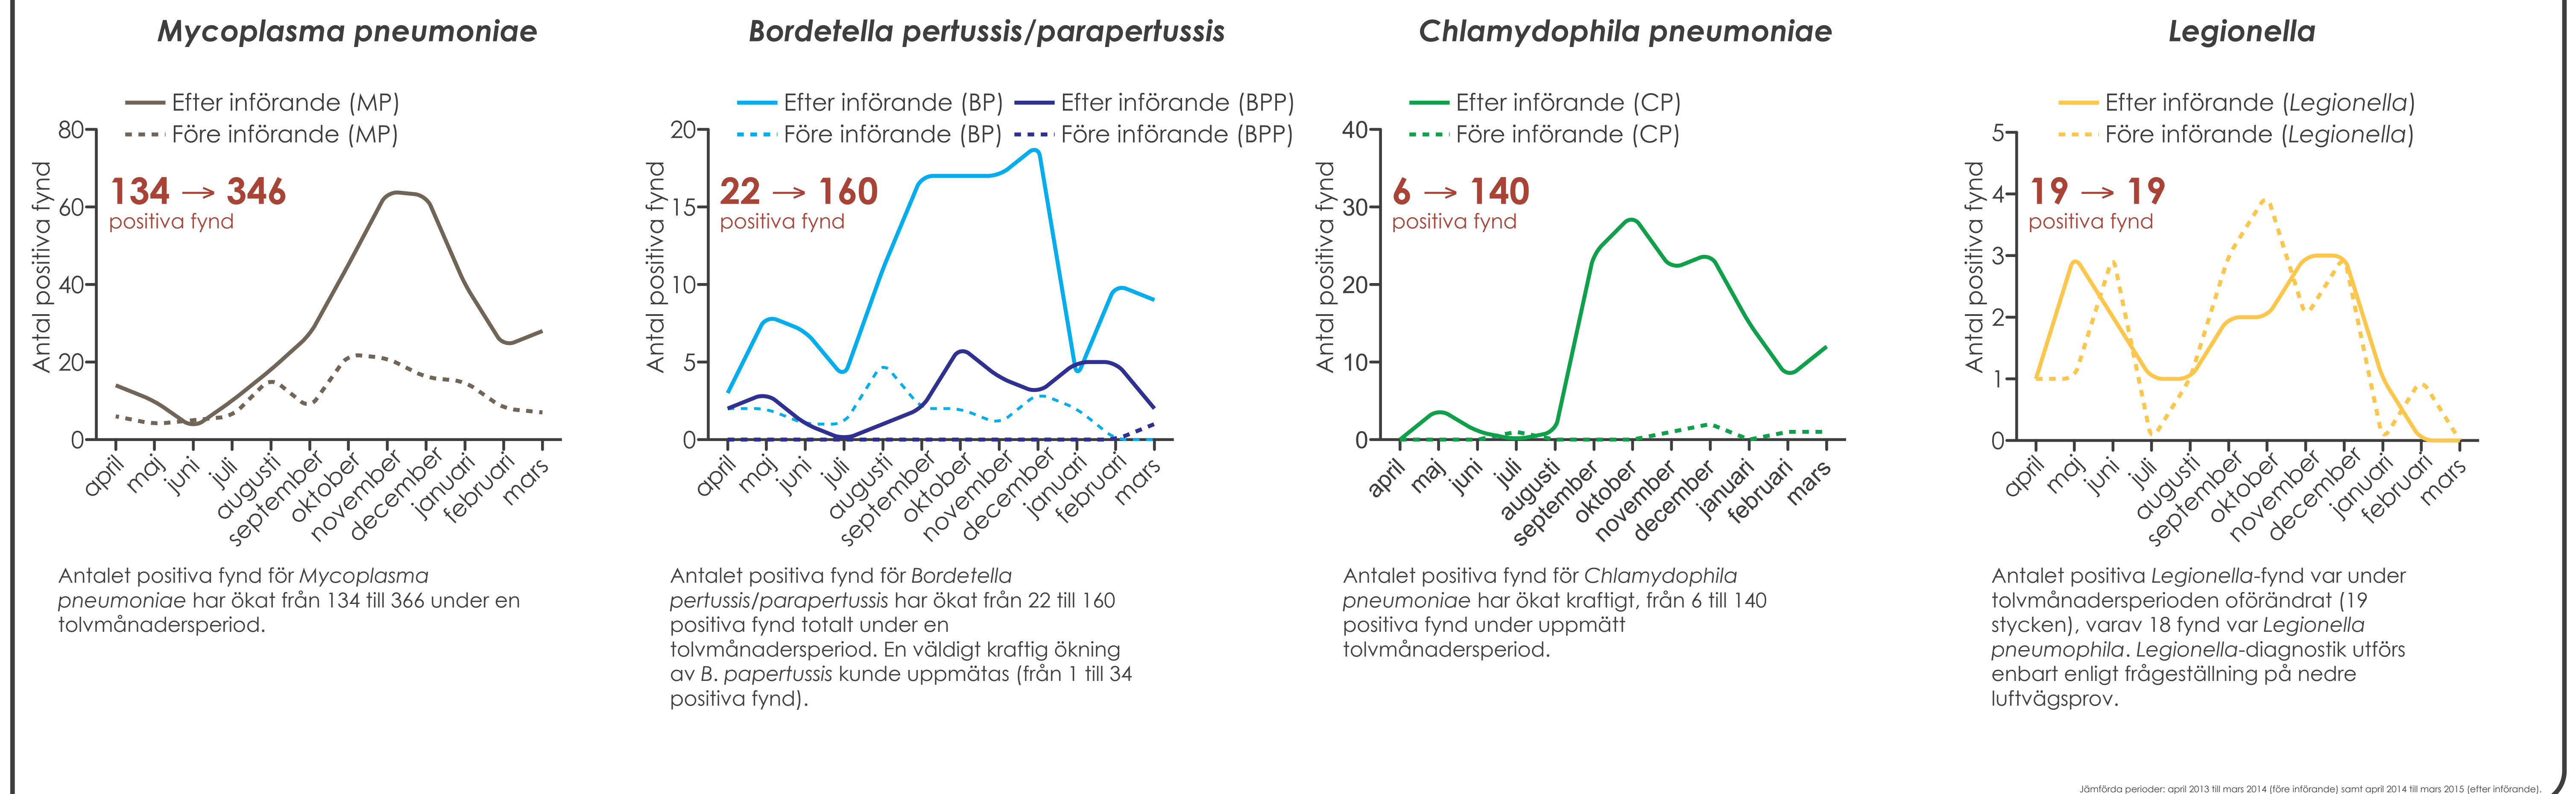 Mycoplasma pneumoniae
Efter införande (MP)
Före införande (MP)
134 → 346
positiva fynd
Antal positiva fynd
80
60
40
20
0
april
maj
juni
juli
augusti
september
oktober
november
december
januari
februari
mars
Antalet positiva fynd för Mycoplasma
pneumoniae har ökat från 134 till 366 under en
tolvmånadersperiod.
Bordetella pertussis/parapertussis
Efter införande (BP)
Före införande (BP)
Efter införande (BPP)
Före införande (BPP)
22 → 160
positiva fynd
Antal positiva fynd
20
15
10
5
0
april
maj
juni
juli
augusti
september
oktober
november
december
januari
februari
mars
Antalet positiva fynd för Bordetella
pertussis/parapertussis har ökat från 22 till 160
positiva fynd totalt under en
tolvmånadersperiod. En väldigt kraftig ökning
av B. papertussis kunde uppmätas (från 1 till 34
positiva fynd).
Chlamydophila pneumoniae
Efter införande (CP)
Före införande (CP)
6 → 140
positiva fynd
Antal positiva fynd
40
30
20
10
0
april
maj
juni
juli
augusti
september
oktober
november
december
januari
februari
mars
Antalet positiva fynd för Chlamydophila
pneumoniae har ökat kraftigt, från 6 till 140
positiva fynd under uppmätt
tolvmånadersperiod.
Legionella
Efter införande (Legionella)
Före införande (Legionella)
19 → 19
positiva fynd
Antal positiva fynd
5
4
3
2
1
0
april
maj
juni
juli
augusti
september
oktober
november
december
januari
februari
mars
Antalet positiva Legionella-fynd var under
tolvmånadersperioden oförändrat (19
stycken), varav 18 fynd var Legionella
pneumophila. Legionella-diagnostik utförs
enbart enligt frågeställning på nedre
luftvägsprov.
Jämförda perioder: april 2013 till mars 2014 (före införande) samt april 2014 till mars 2015 (efter införande).